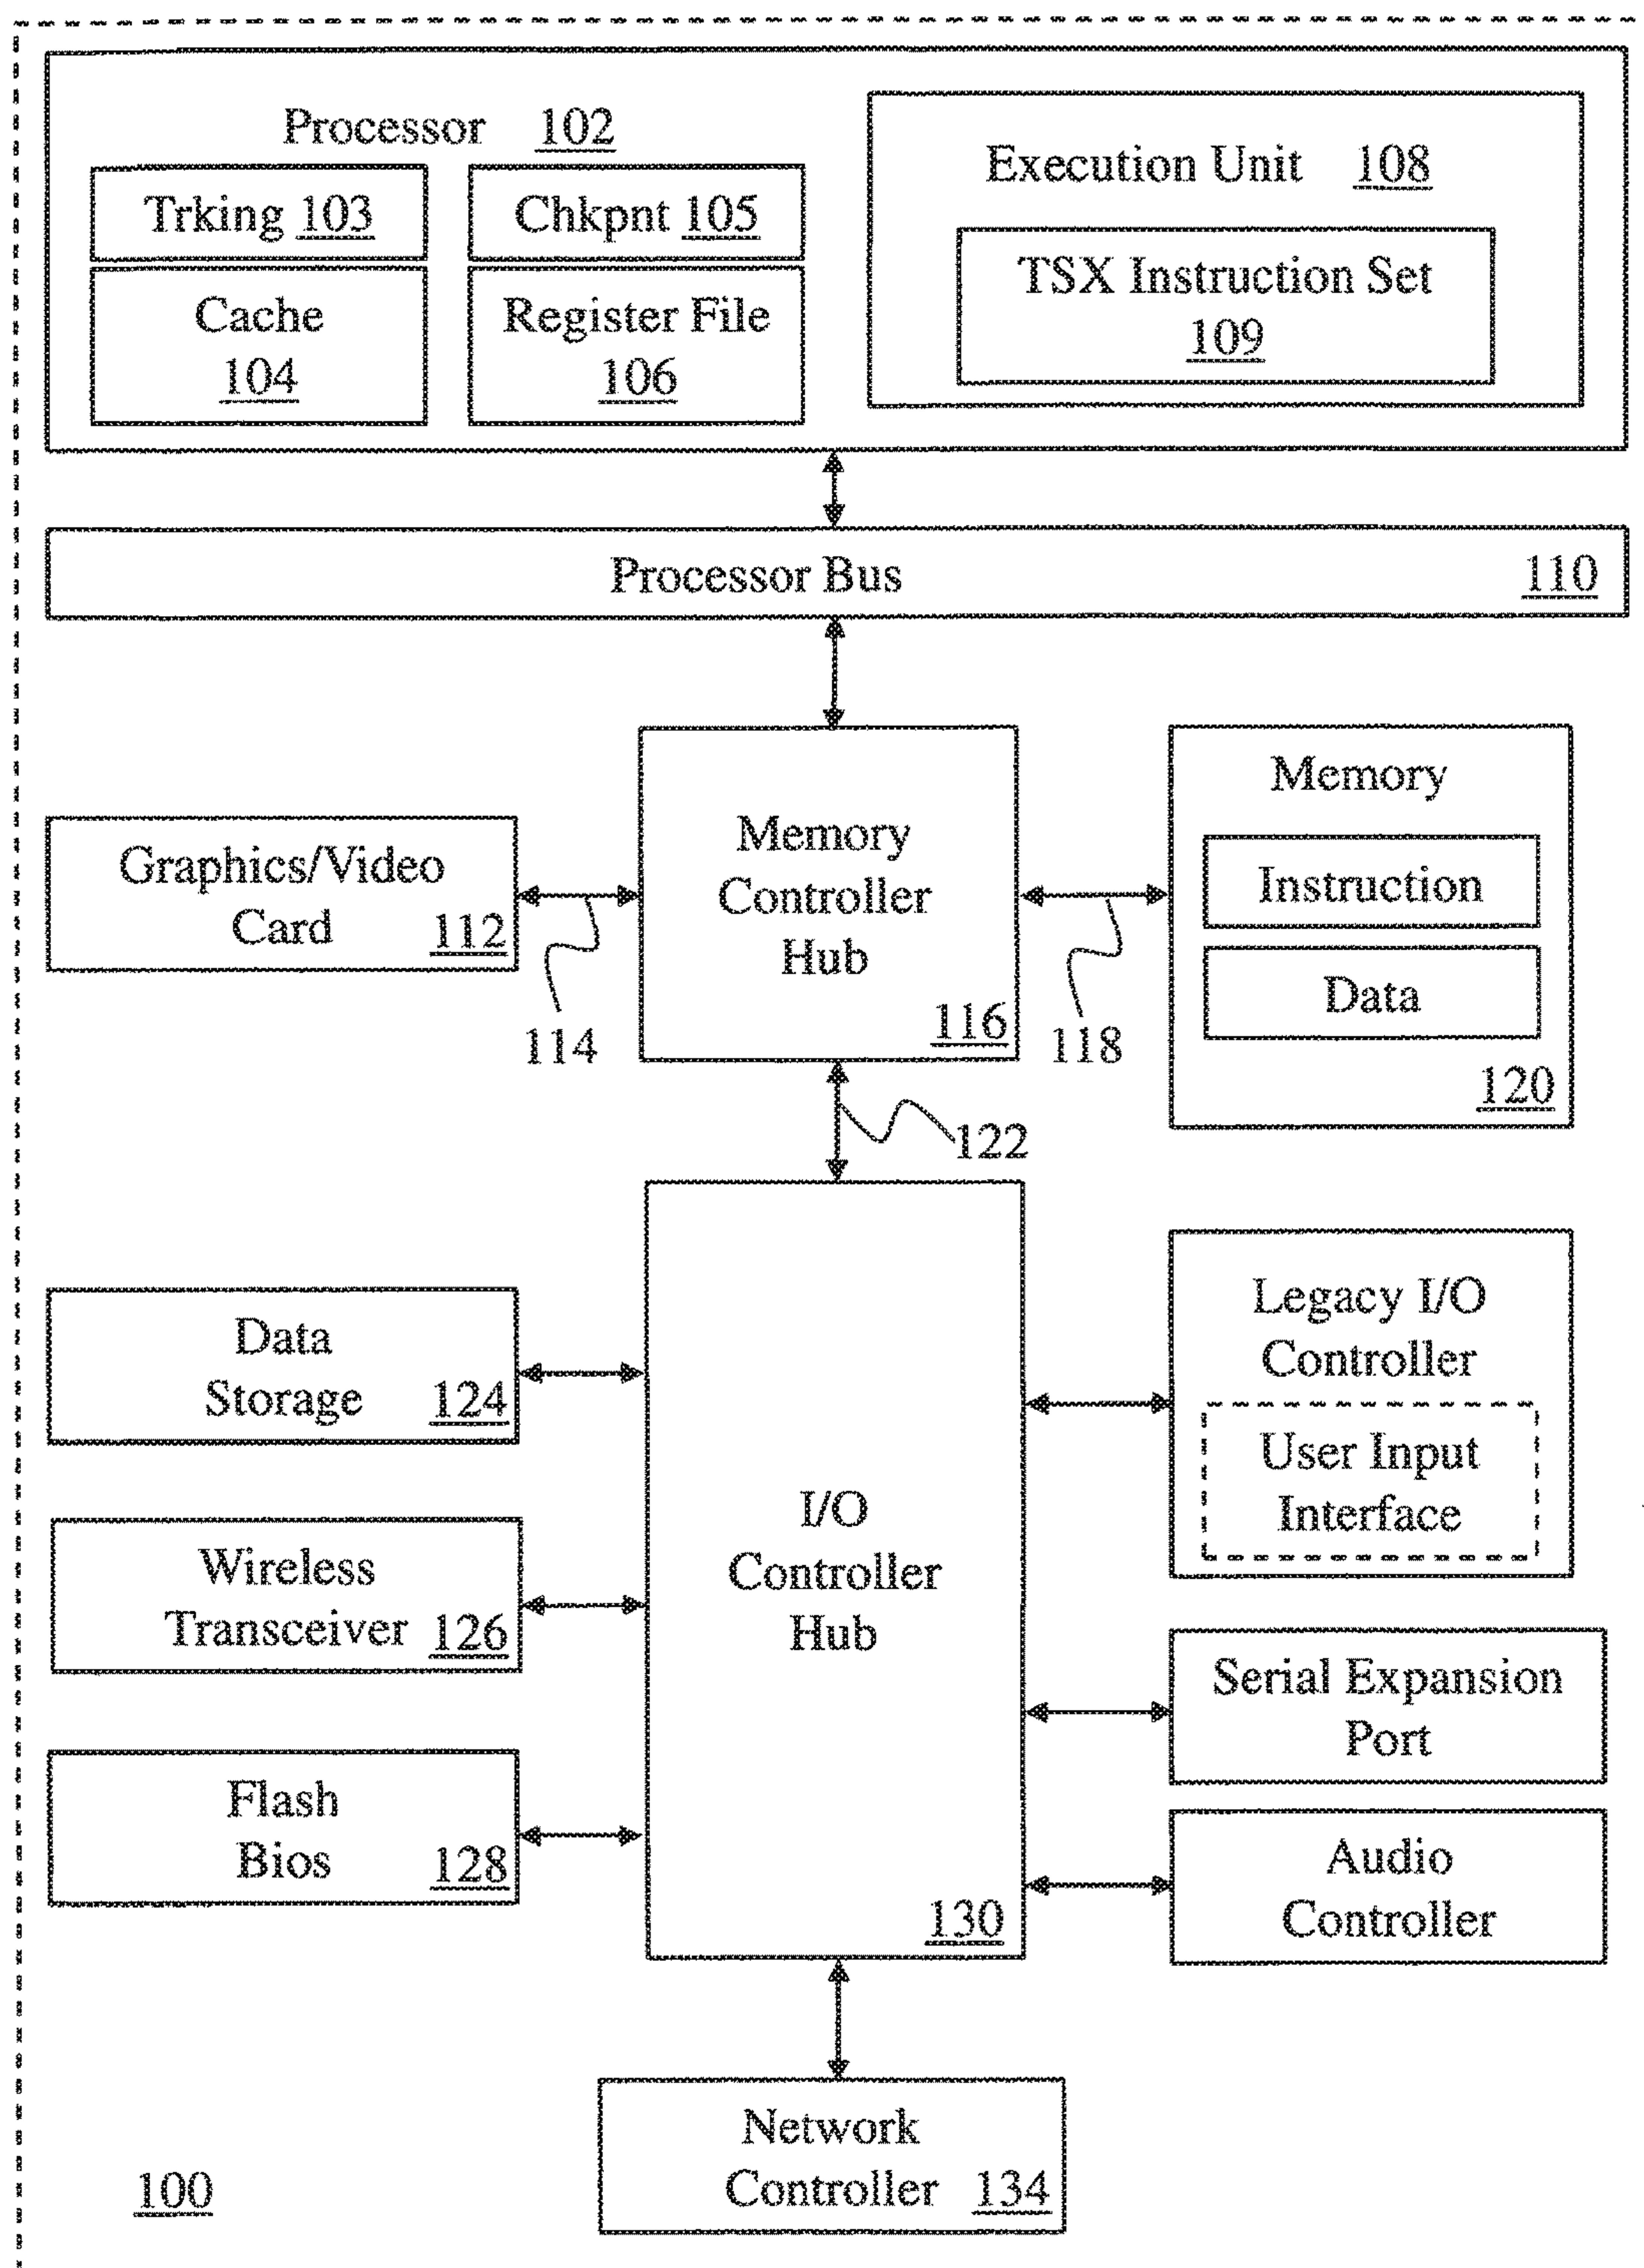 Processor 102
Trking 103
Chkpnt 105
Cache
104
Register File
106
Execution Unit 108
TSX Instruction Set
109
Processor Bus 110
Graphics/Video
Card 112
114
Memory
Controller
Hub
116
118
Memory
Instruction
Data
120
122
Data
Storage 124
Wireless
Transceiver 126
Flash
Bios 128
I/O
Controller
Hub
130
Legacy I/O
Controller
User Input
Interface
Serial Expansion
Port
Audio
Controller
Network
Controller 134
100